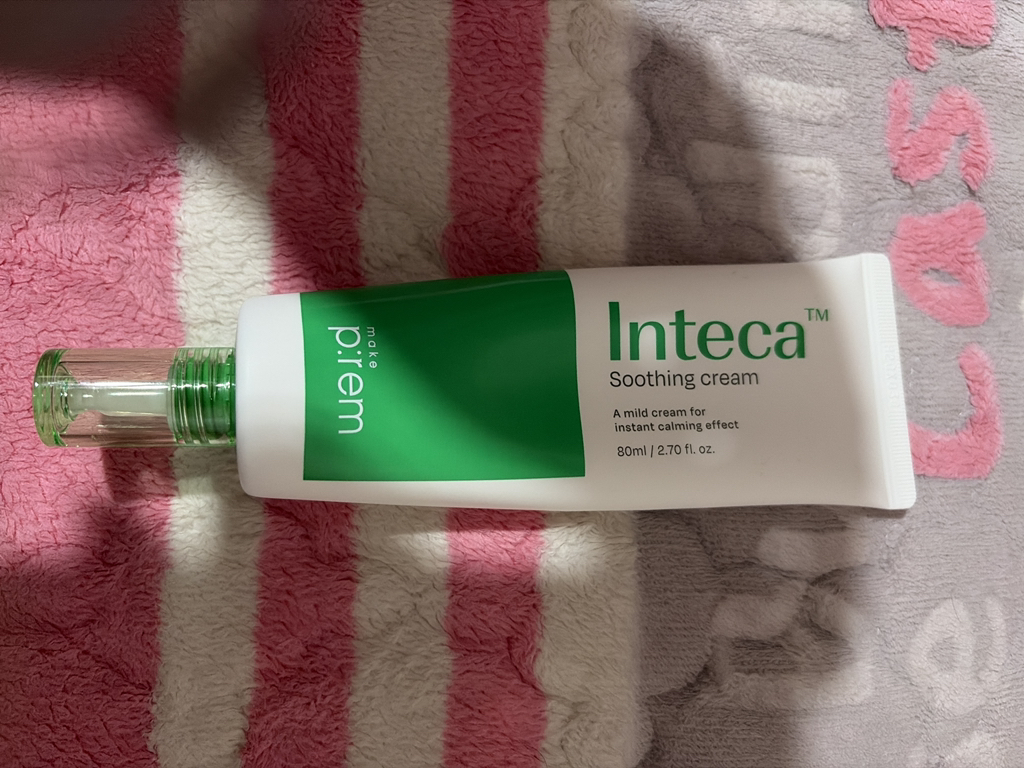 make
p:rem
Inteca™
Soothing cream
A mild cream for
instant calming effect
80ml / 2.70 fl. oz.